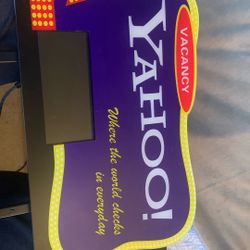 VACANCY
YAHOO!
Where the world checks
in everyday